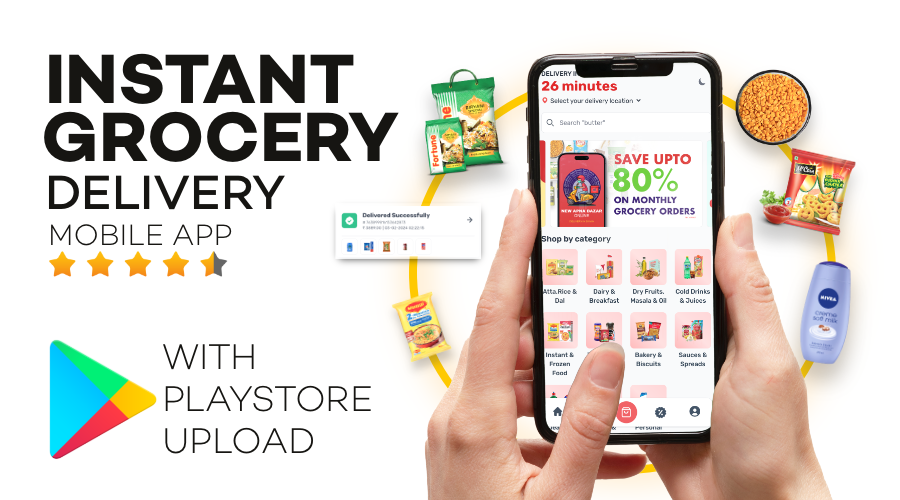 INSTANT
GROCERY
DELIVERY
MOBILE APP
WITH
PLAYSTORE
UPLOAD
Delivered Successfully
Fortune
Fortune
MAGGI
DELIVERY I
26 minutes
Select your delivery location
Search "butter"
SAVE UPTO
80%
ON MONTHLY
GROCERY ORDERS
NEW APNA BAZAR
Shop by category
Atta,Rice &
Dal
Dairy &
Breakfast
Dry Fruits,
Masala & Oil
Cold Drinks
& Juices
Instant &
Frozen
Food
Bakery &
Biscuits
Sauces &
Spreads
Personal
NIVEA